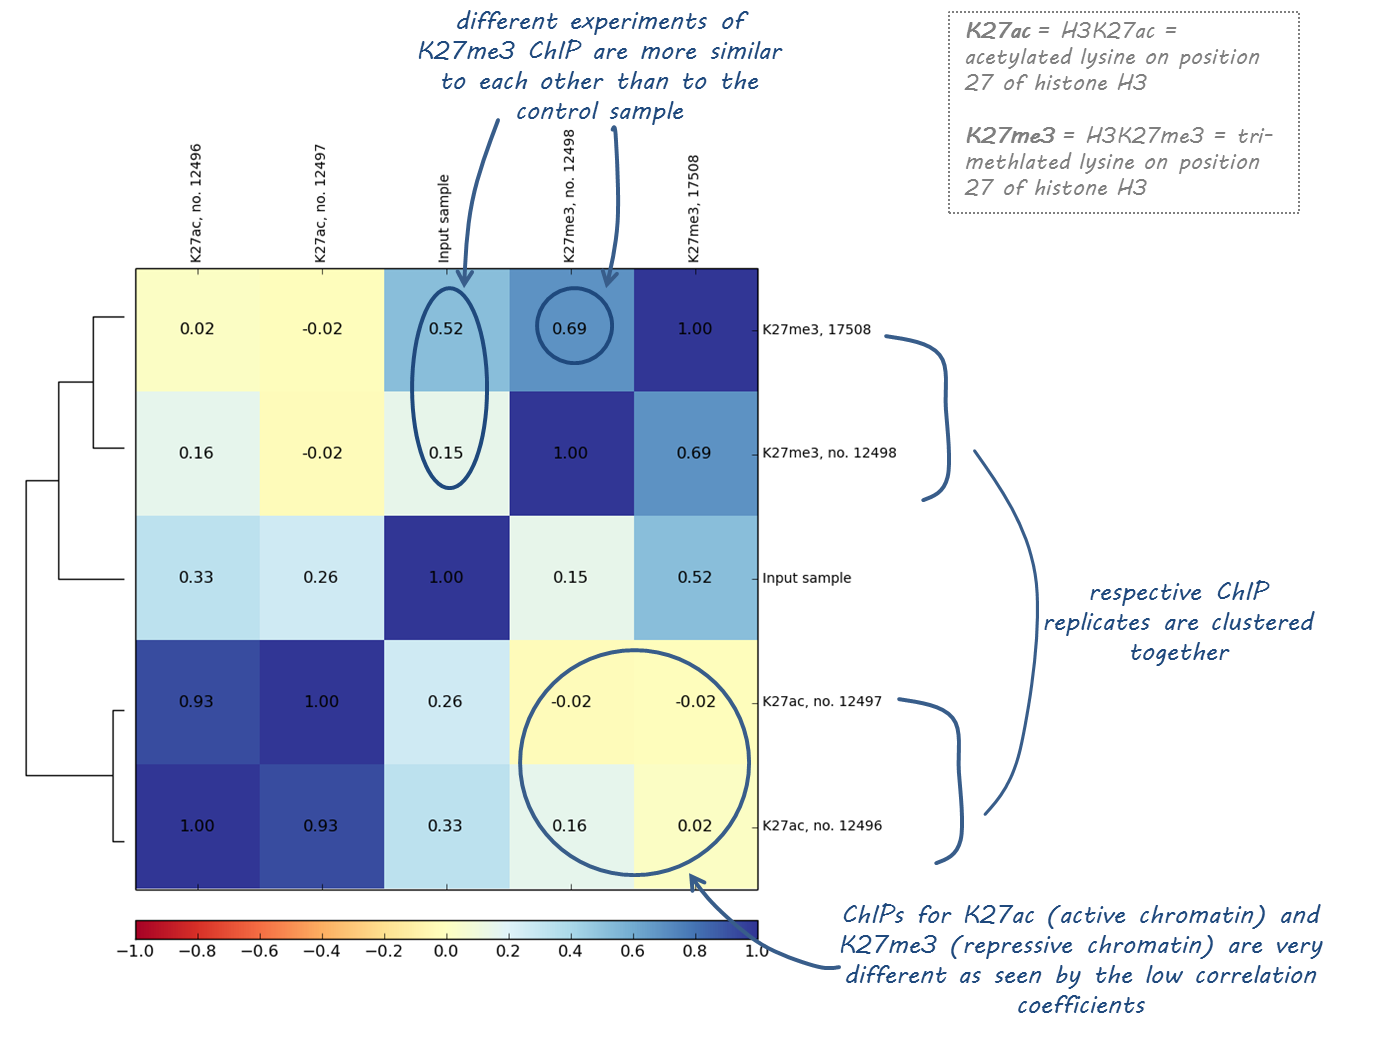 different experiments of
K27me3 ChIP are more similar
to each other than to the
control sample
K27ac = H3K27ac =
acetylated lysine on position
27 of histone H3
K27me3 = H3K27me3 = tri-
methlated lysine on position
27 of histone H3
K27ac, no. 12496
K27ac, no. 12497
Input sample
K27me3, no. 12498
K27me3, 17508
0.02 -0.02 0.52 0.69 1.00 K27me3, 17508
0.16 -0.02 0.15 1.00 0.69 K27me3, no. 12498
0.33 0.26 1.00 0.15 0.52 Input sample
respective ChIP
replicates are clustered
together
0.93 1.00 0.26 -0.02 -0.02 K27ac, no. 12497
1.00 0.93 0.33 0.16 0.02 K27ac, no. 12496
−1.0 −0.8 −0.6 −0.4 −0.2 0.0 0.2 0.4 0.6 0.8 1.0
ChIPs for K27ac (active chromatin) and
K27me3 (repressive chromatin) are very
different as seen by the low correlation
coefficients